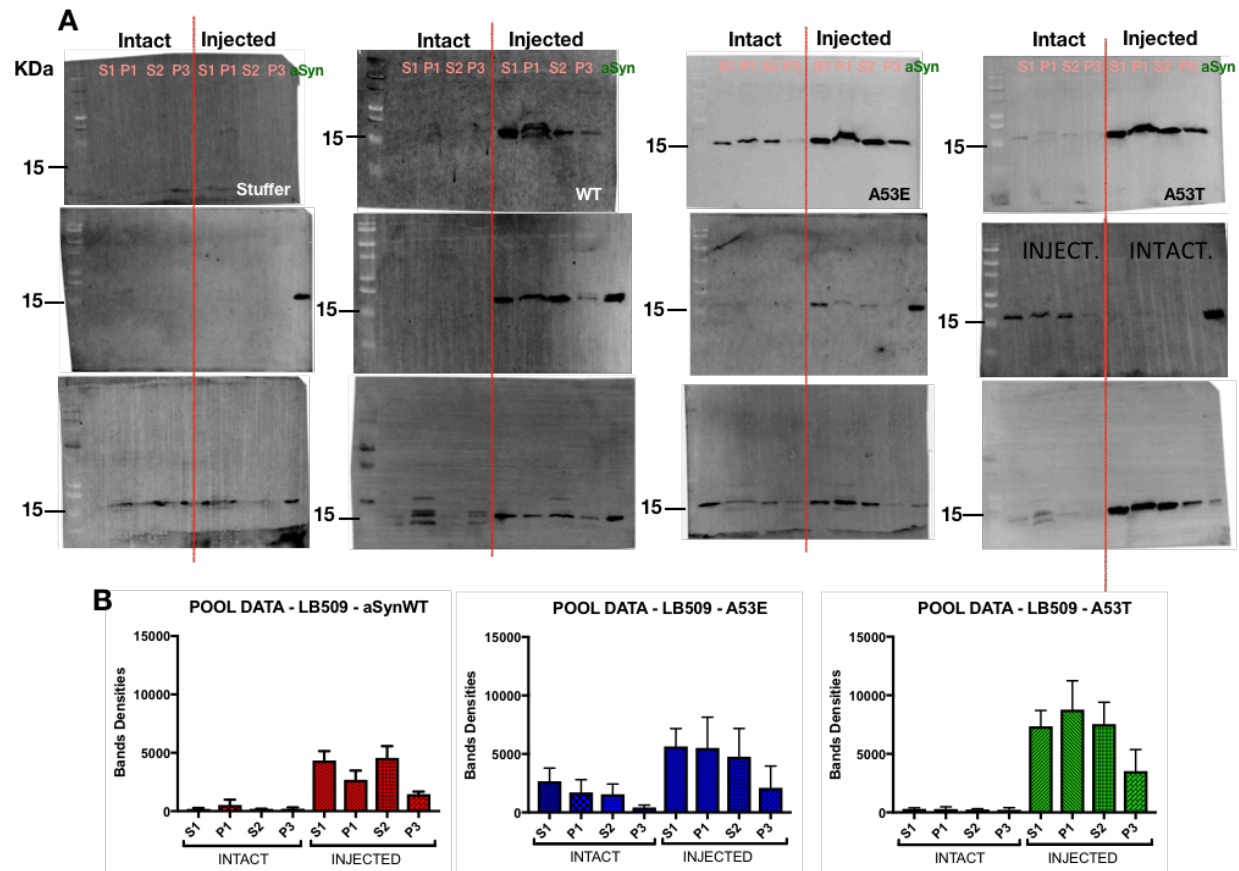 A
Intact Injected
Intact Injected
Intact Injected
Intact Injected
KDa
S1 P1 S2 P3 S1 P1 S2 P3 aSyn
S1 P1 S2 P3 S1 P1 S2 P3 aSyn
S1 P1 S2 P3 S1 P1 S2 P3 aSyn
S1 P1 S2 P3 S1 P1 S2 P3 aSyn
15
15
15
15
Stuffer
WT
A53E
A53T
INJECT. INTACT.
15
15
15
15
15
15
15
15
B
POOL DATA - LB509 - aSynWT
Bands Densities
15000
10000
5000
0
S1 P1 S2 P3 S1 P1 S2 P3
INTACT INJECTED
POOL DATA - LB509 - A53E
Bands Densities
15000
10000
5000
0
S1 P1 S2 P3 S1 P1 S2 P3
INTACT INJECTED
POOL DATA - LB509 - A53T
Bands Densities
15000
10000
5000
0
S1 P1 S2 P3 S1 P1 S2 P3
INTACT INJECTED